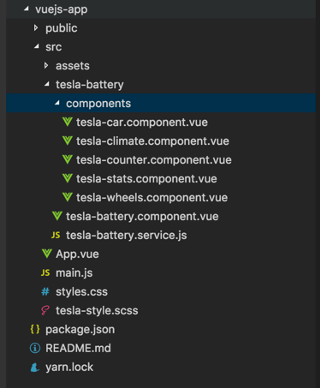 vuejs-app
public
src
assets
tesla-battery
components
tesla-car.component.vue
tesla-climate.component.vue
tesla-counter.component.vue
tesla-stats.component.vue
tesla-wheels.component.vue
tesla-battery.component.vue
JS tesla-battery.service.js
App.vue
JS main.js
# styles.css
tesla-style.scss
{ } package.json
README.md
yarn.lock